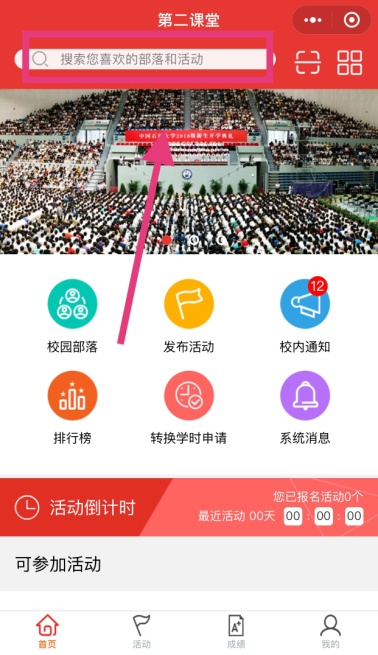 第二课堂
搜索您喜欢的部落和活动
校园部落
发布活动
校内通知
12
排行榜
转换学时申请
系统消息
活动倒计时
您已报名活动0个
最近活动 00天 00 : 00 : 00
可参加活动
A+
首页
活动
成绩
我的